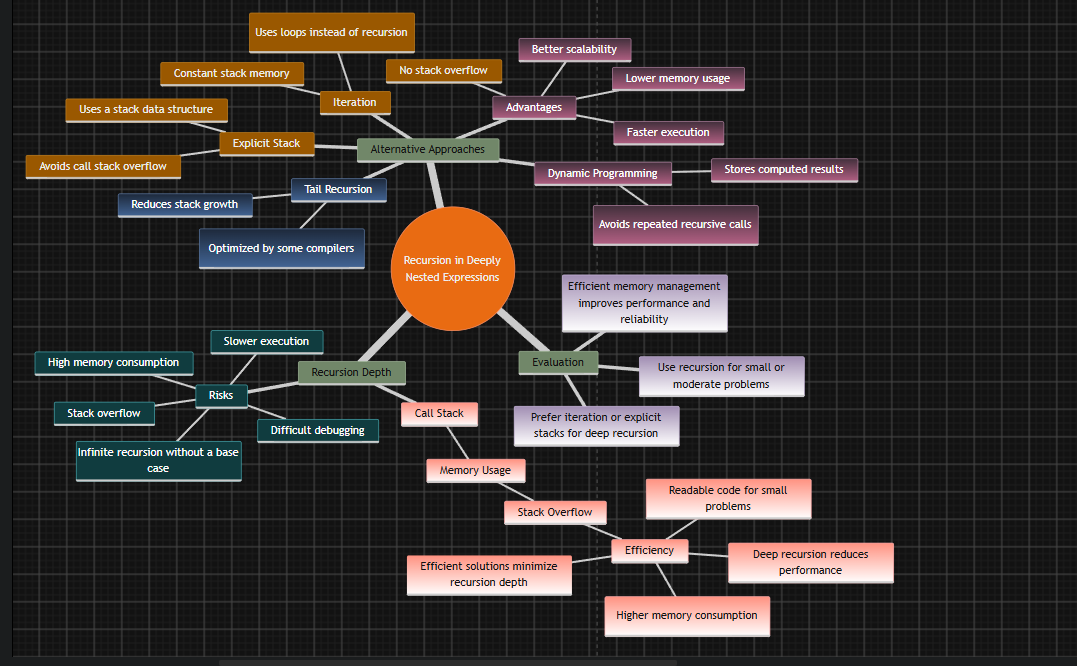 Uses loops instead of recursion
Constant stack memory
No stack overflow
Better scalability
Lower memory usage
Iteration
Advantages
Uses a stack data structure
Faster execution
Explicit Stack
Alternative Approaches
Avoids call stack overflow
Dynamic Programming
Stores computed results
Tail Recursion
Reduces stack growth
Avoids repeated recursive calls
Optimized by some compilers
Recursion in Deeply
Nested Expressions
Efficient memory management
improves performance and
reliability
Slower execution
High memory consumption
Recursion Depth
Evaluation
Use recursion for small or
moderate problems
Risks
Stack overflow
Call Stack
Difficult debugging
Prefer iteration or explicit
stacks for deep recursion
Infinite recursion without a base
case
Memory Usage
Readable code for small
problems
Stack Overflow
Efficiency
Deep recursion reduces
performance
Efficient solutions minimize
recursion depth
Higher memory consumption